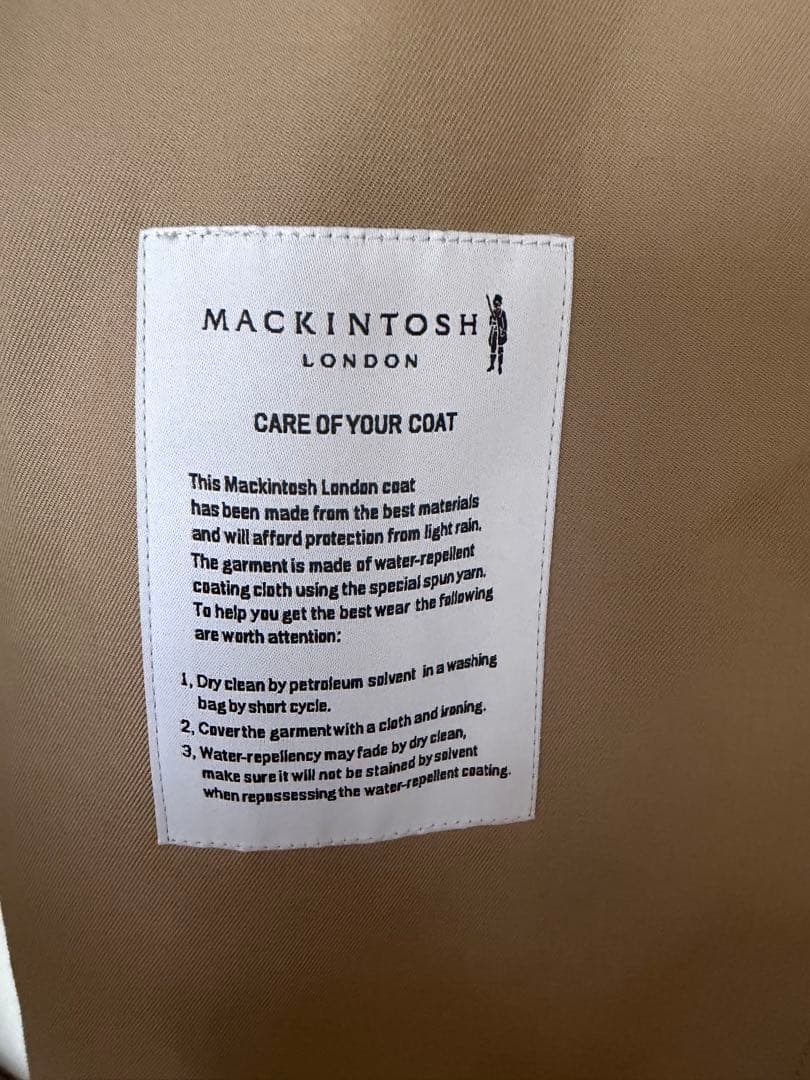 MACKINTOSH
LONDON
CARE OF YOUR COAT
This Mackintosh London coat
has been made from the best materials
and will afford protection from light rain.
The garment is made of water-repellent
coating cloth using the special spun yarn.
To help you get the best wear the following
are worth attention:
1, Dry clean by petroleum solvent in a washing
bag by short cycle.
2, Cover the garment with a cloth and ironing.
3, Water-repellency may fade by dry clean,
make sure it will not be stained by solvent
when repossessing the water-repellent coating.